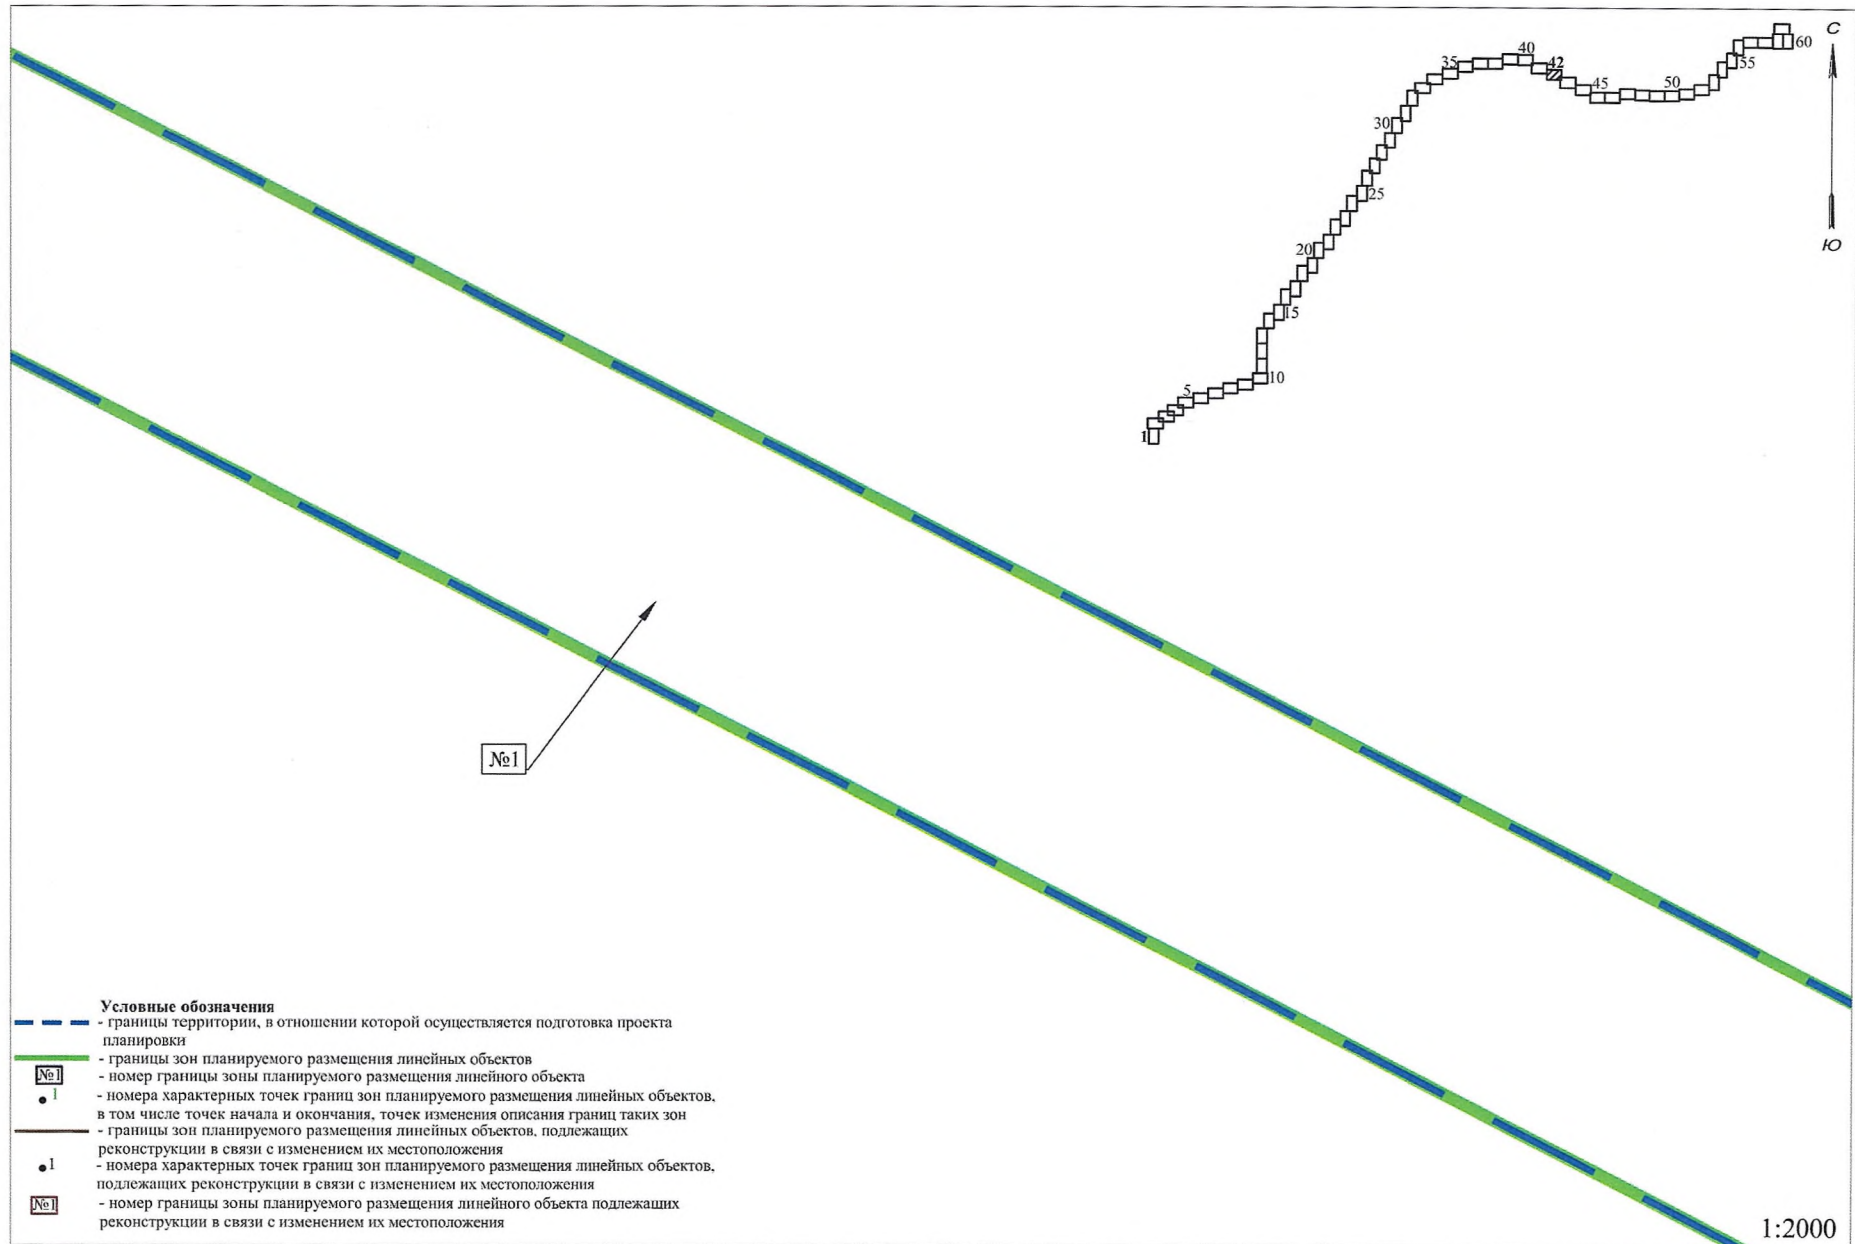 С
60
40
35
42
55
45
50
30
25
Ю
20
15
10
5
1
№1
Условные обозначения
- границы территории, в отношении которой осуществляется подготовка проекта
планировки
- границы зон планируемого размещения линейных объектов
№1 - номер границы зоны планируемого размещения линейного объекта
1 - номера характерных точек границ зон планируемого размещения линейных объектов,
в том числе точек начала и окончания, точек изменения описания границ таких зон
- границы зон планируемого размещения линейных объектов, подлежащих
реконструкции в связи с изменением их местоположения
1 - номера характерных точек границ зон планируемого размещения линейных объектов,
подлежащих реконструкции в связи с изменением их местоположения
№1 - номер границы зоны планируемого размещения линейного объекта подлежащих
реконструкции в связи с изменением их местоположения
1:2000